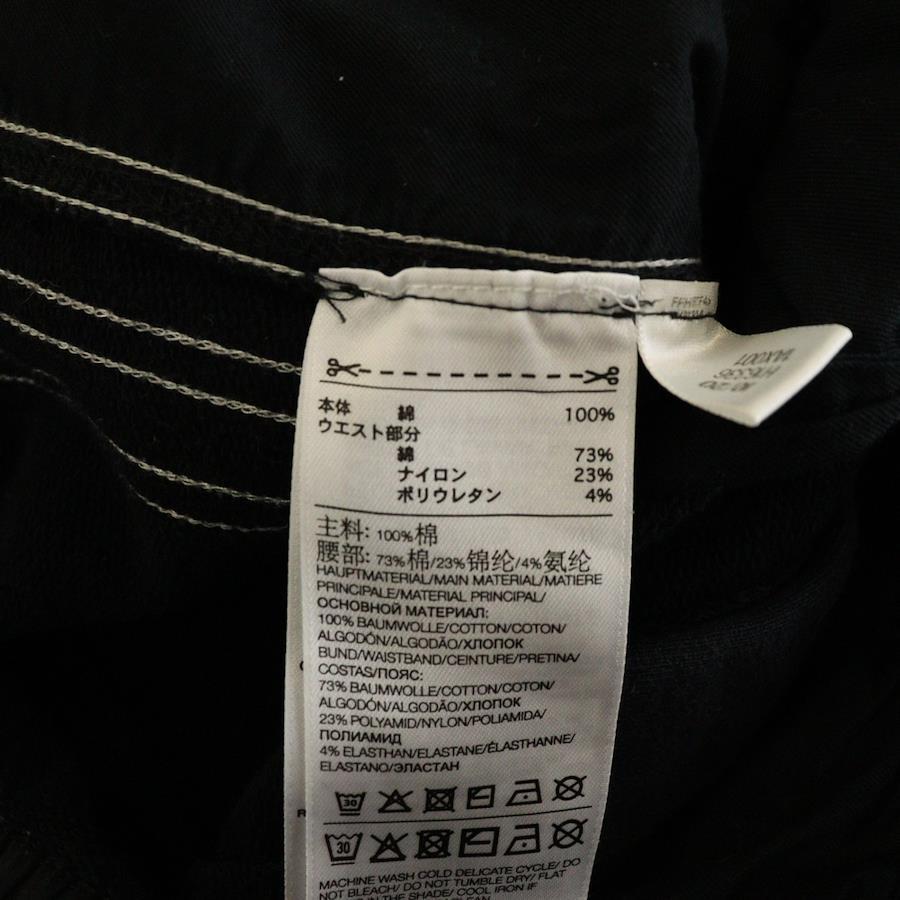 本体 綿 100%
ウエスト部分
綿 73%
ナイロン 23%
ポリウレタン 4%
主料: 100%棉
腰部: 73%棉/23%锦纶/4%氨纶
HAUPTMATERIAL/MAIN MATERIAL/MATIERE
PRINCIPALE/MATERIAL PRINCIPAL/
ОСНОВНОЙ МАТЕРИАЛ:
100% BAUMWOLLE/COTTON/COTON/
ALGODÓN/ALGODÃO/ХЛОПОК
BUND/WAISTBAND/CEINTURE/PRETINA/
COSTAS/ПОЯС:
73% BAUMWOLLE/COTTON/COTON/
ALGODÓN/ALGODÃO/ХЛОПОК
23% POLYAMID/NYLON/POLIAMIDA/
ПОЛИАМИД
4% ELASTHAN/ELASTANE/ÉLASTHANNE/
ELASTANO/ЭЛАСТАН
30
30
MACHINE WASH COLD DELICATE CYCLE/ DO
NOT BLEACH/ DO NOT TUMBLE DRY/ FLAT
IN THE SHADE/ COOL IRON IF
CLEAN